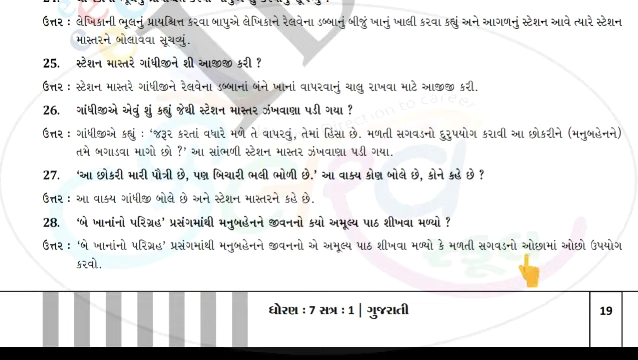 ઉત્તર : લેખિકાની ભૂલનું પ્રાયશ્ચિત કરવા બાપુએ લેખિકાને રેલવેના ડબ્બાનું બીજું ખાનું ખાલી કરવા કહ્યું અને આગળનું સ્ટેશન આવે ત્યારે સ્ટેશન
માસ્તરને બોલાવવા સૂચવ્યું.
25. સ્ટેશન માસ્તરે ગાંધીજીને શી આજીજી કરી ?
ઉત્તર : સ્ટેશન માસ્તરે ગાંધીજીને રેલવેના ડબ્બાનાં બંને ખાનાં વાપરવાનું ચાલુ રાખવા માટે આજીજી કરી.
26. ગાંધીજીએ એવું શું કહ્યું જેથી સ્ટેશન માસ્તર ઝંખવાણા પડી ગયા ?
ઉત્તર : ગાંધીજીએ કહ્યું : ‘જરૂર કરતાં વધારે મળે તે વાપરવું, તેમાં હિંસા છે. મળતી સગવડનો દુરુપયોગ કરાવી આ છોકરીને (મનુબહેનને)
તમે બગાડવા માગો છો ?’ આ સાંભળી સ્ટેશન માસ્તર ઝંખવાણા પડી ગયા.
27. ‘આ છોકરી મારી પૌત્રી છે, પણ બિચારી ભલી ભોળી છે.’ આ વાક્ય કોણ બોલે છે, કોને કહે છે ?
ઉત્તર : આ વાક્ય ગાંધીજી બોલે છે અને સ્ટેશન માસ્તરને કહે છે.
28. ‘બે ખાનાંનો પરિગ્રહ’ પ્રસંગમાંથી મનુબહેનને જીવનનો કયો અમૂલ્ય પાઠ શીખવા મળ્યો ?
ઉત્તર : ‘બે ખાનાંનો પરિગ્રહ’ પ્રસંગમાંથી મનુબહેનને જીવનનો એ અમૂલ્ય પાઠ શીખવા મળ્યો કે મળતી સગવડનો ઓછામાં ઓછો ઉપયોગ
કરવો.
ધોરણ : 7 સત્ર : 1 | ગુજરાતી
19